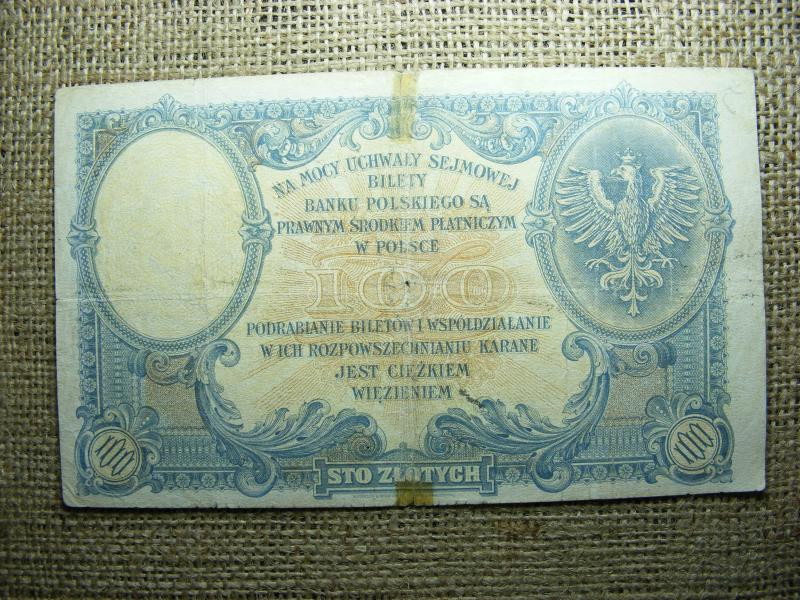 NA MOCY UCHWAŁY SEJMOWEJ
BILETY
BANKU POLSKIEGO SĄ
PRAWNYM ŚRODKIEM PŁATNICZYM
W POLSCE
100
PODRABIANIE BILETÓW I WSPÓŁDZIAŁANIE
W ICH ROZPOWSZECHNIANIU KARANE
JEST CIĘŻKIEM
WIĘZIENIEM
100
STO ZŁOTYCH
100